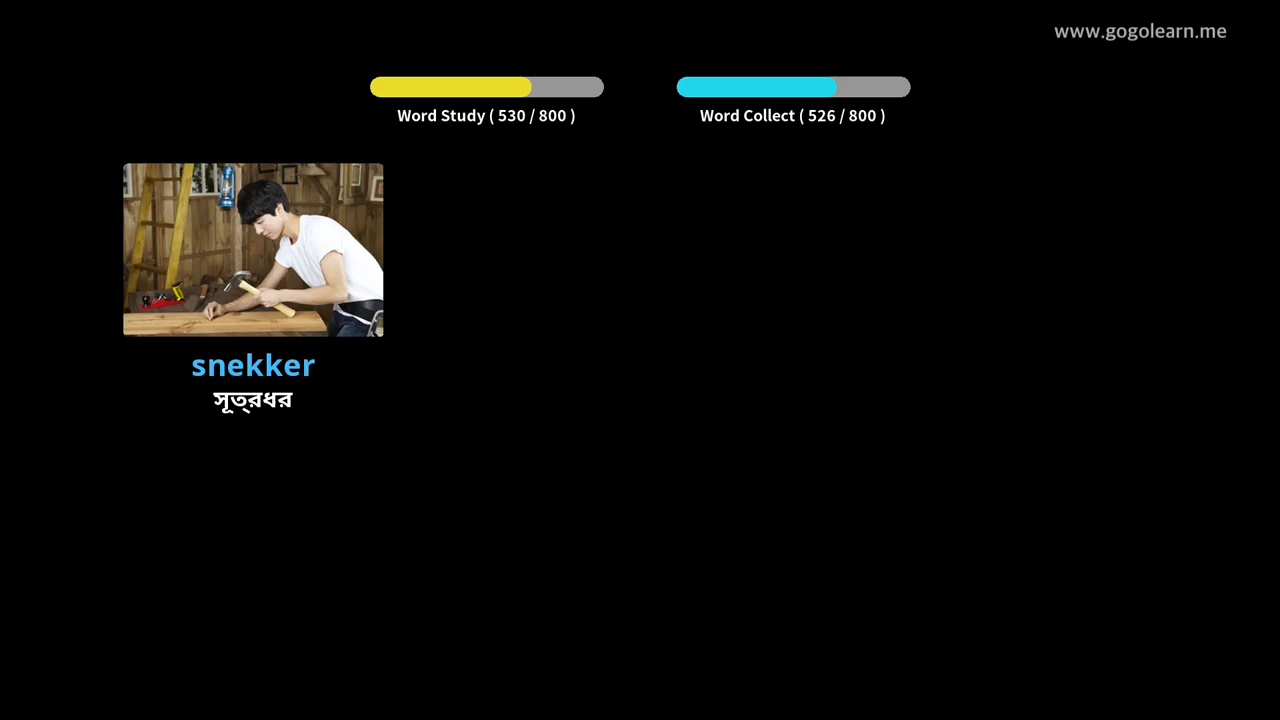 www.gogolearn.me
Word Study ( 530 / 800 )
Word Collect ( 526 / 800 )
snekker
সূত্রধর